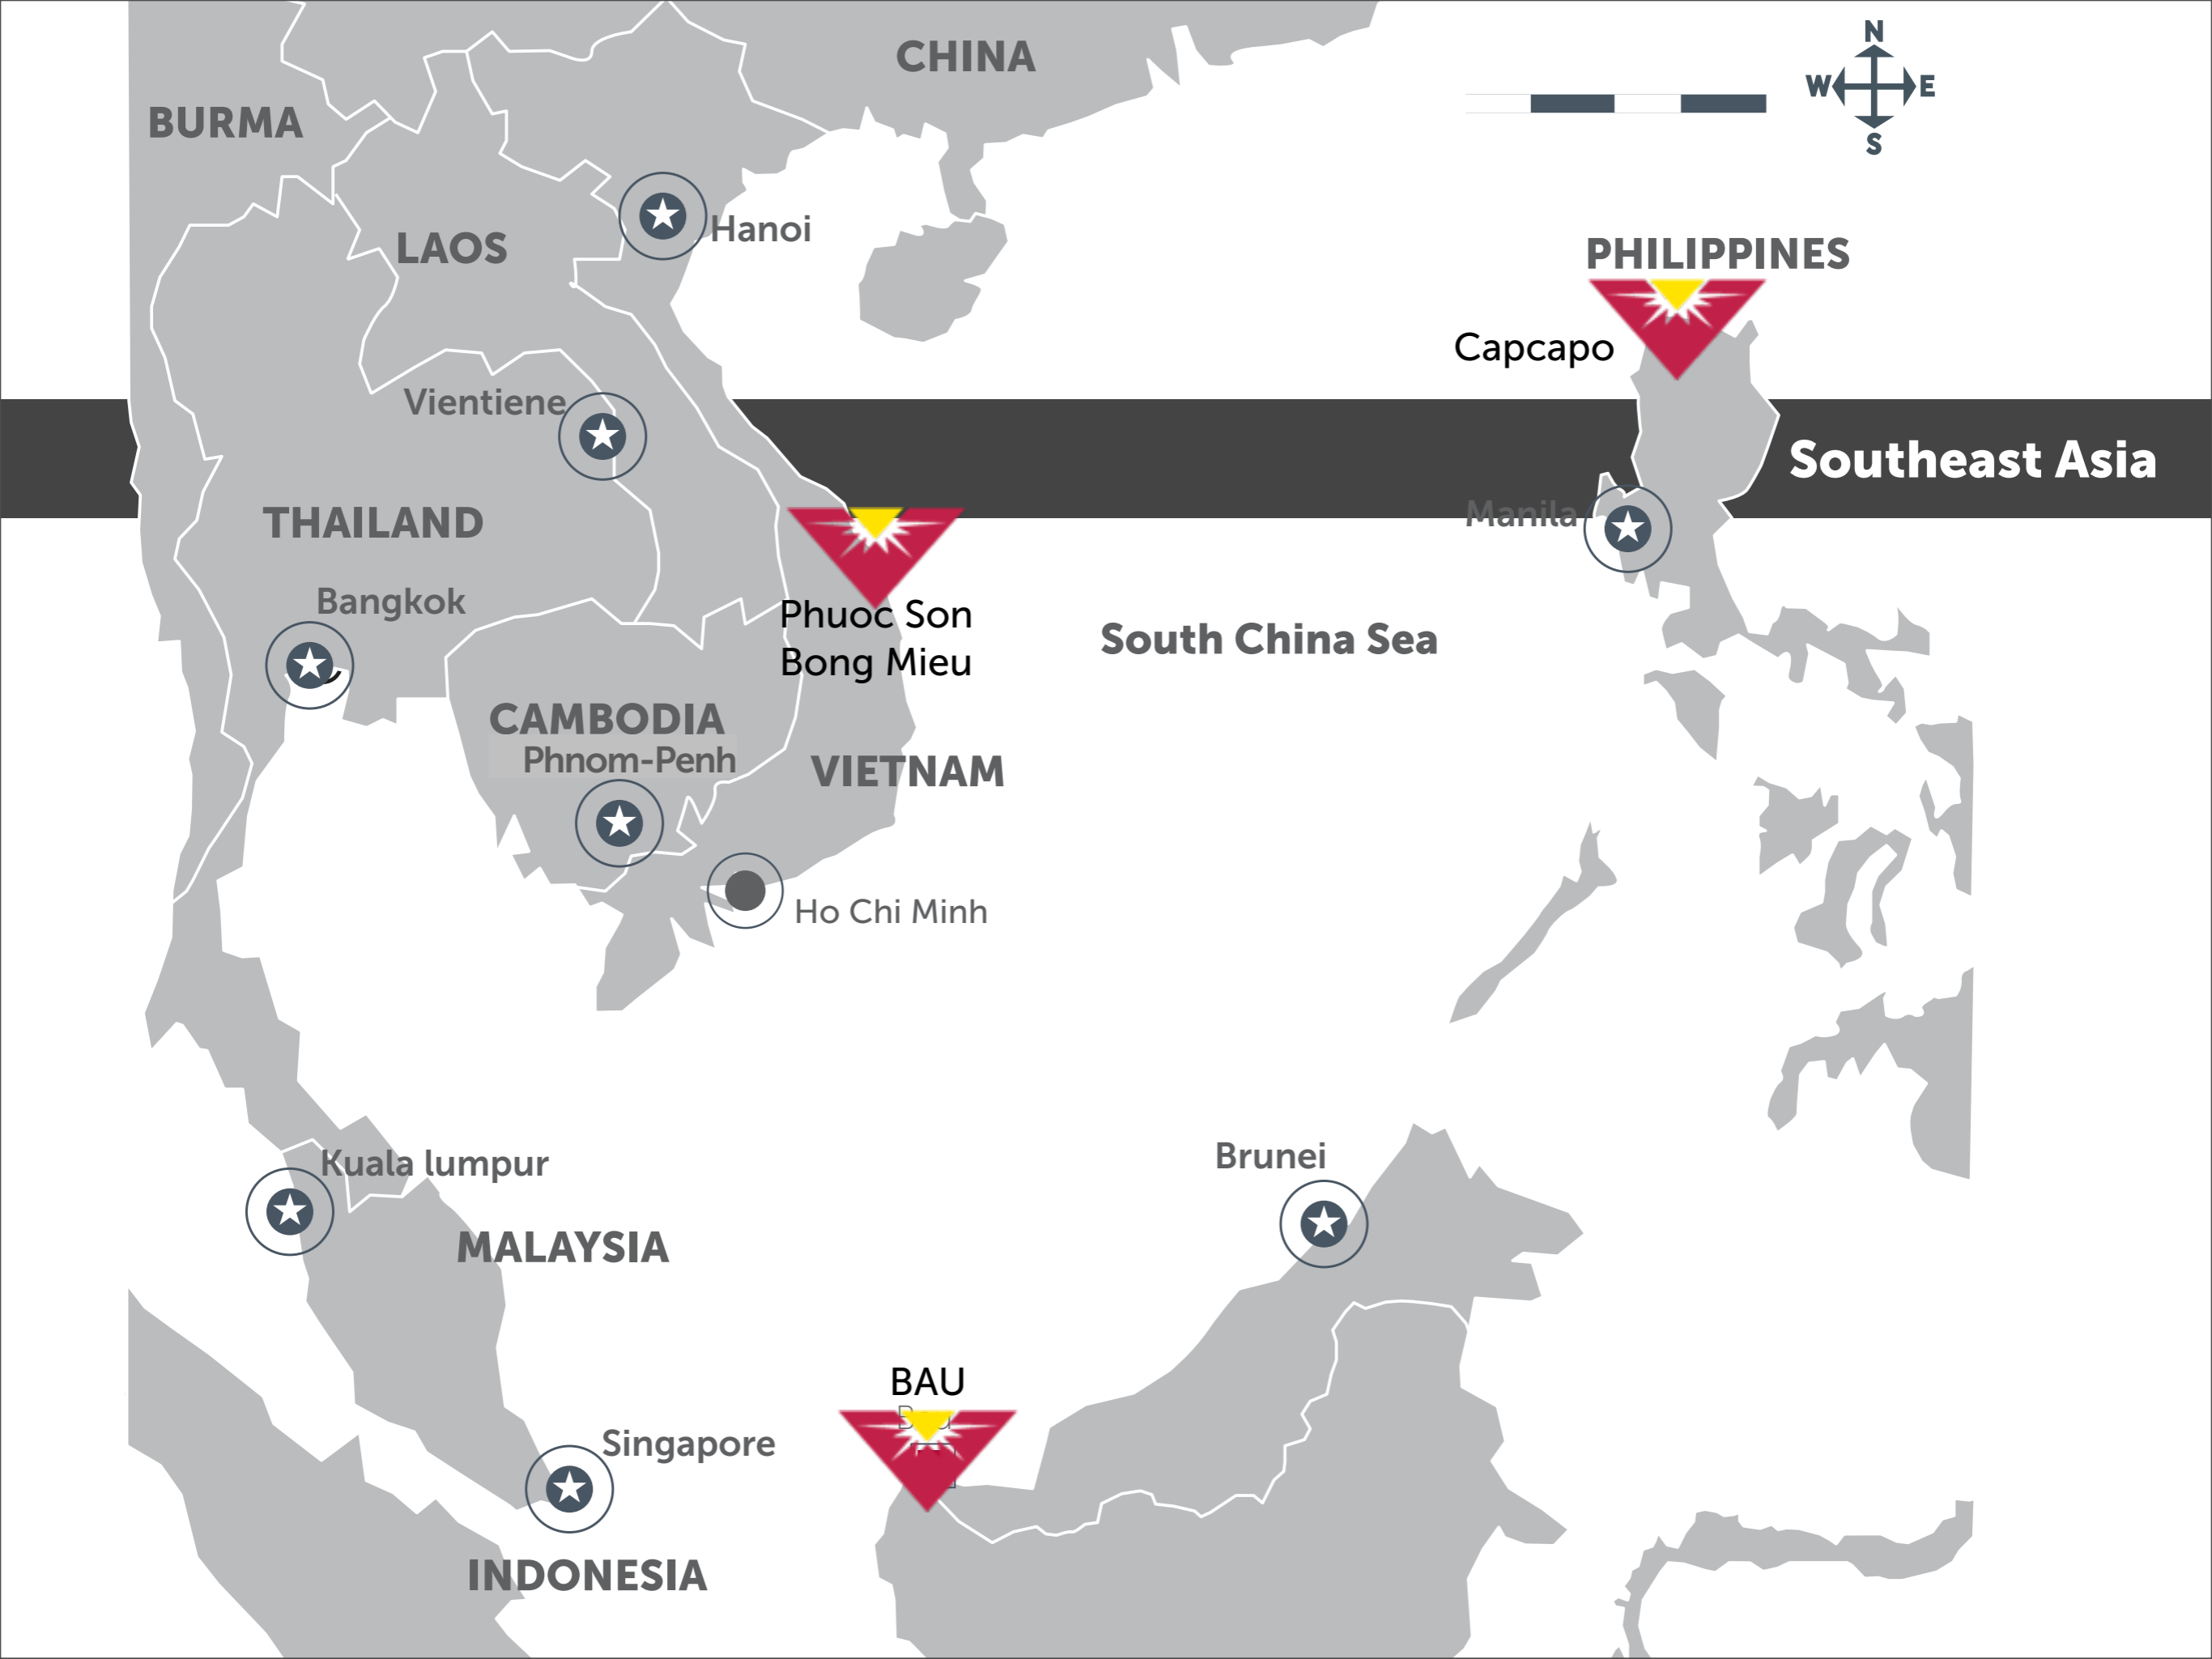 CHINA
N
W
E
S
BURMA
Hanoi
LAOS
PHILIPPINES
Capcapo
Vientiene
Southeast Asia
THAILAND
Manila
Bangkok
Phuoc Son
Bong Mieu
South China Sea
CAMBODIA
Phnom-Penh
VIETNAM
Ho Chi Minh
Kuala lumpur
Brunei
MALAYSIA
BAU
Singapore
INDONESIA